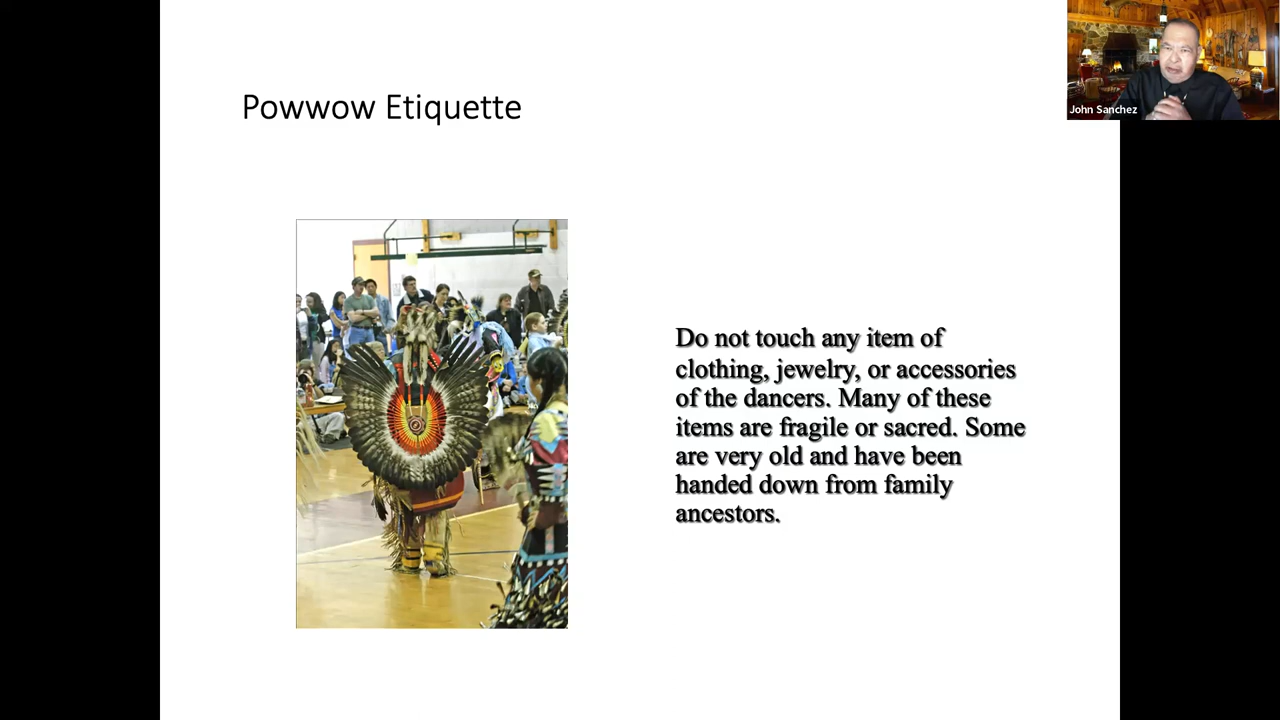 Powwow Etiquette
John Sanchez
Do not touch any item of
clothing, jewelry, or accessories
of the dancers. Many of these
items are fragile or sacred. Some
are very old and have been
handed down from family
ancestors.